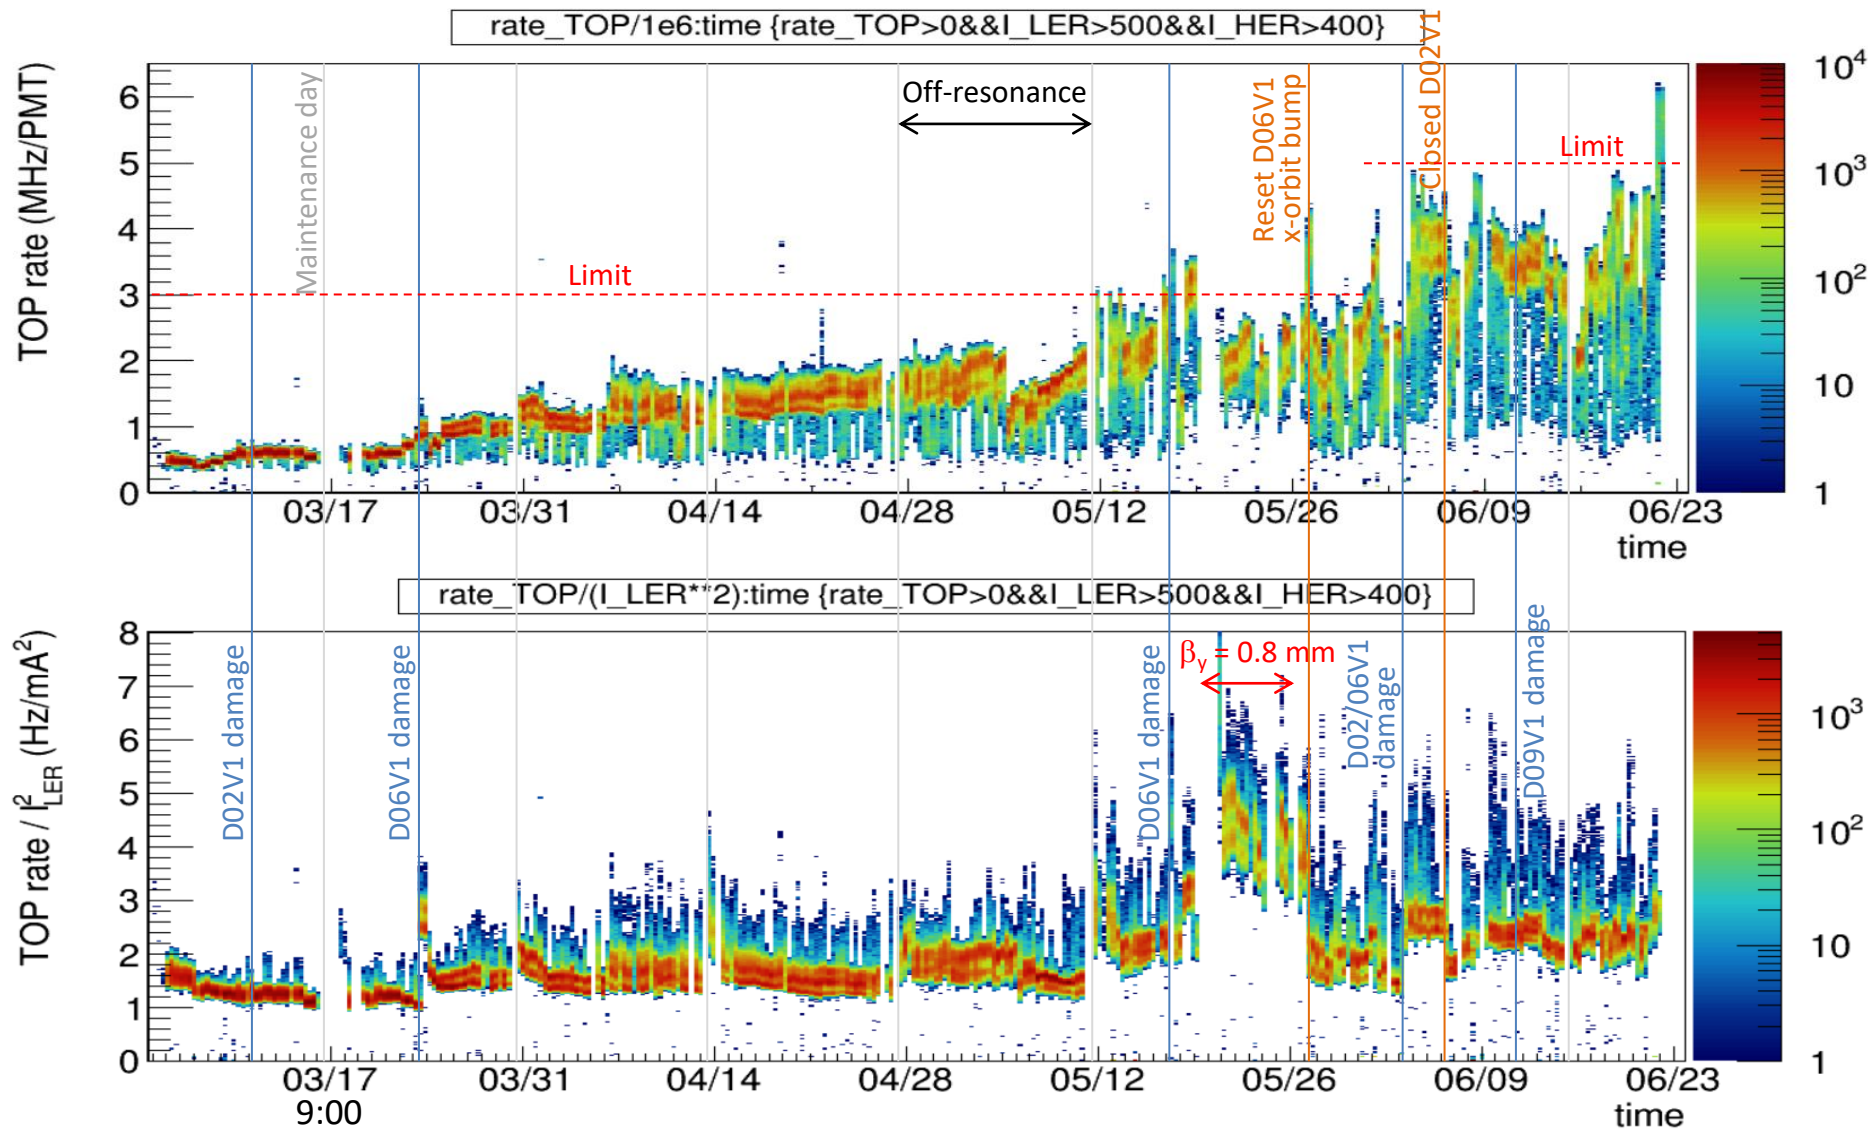 rate_TOP/1e6:time {rate_TOP>0&&I_LER>500&&I_HER>400}
TOP rate (MHz/PMT)
6
5
4
3
2
1
0
Maintenance day
Limit
Off-resonance
Reset D06V1
x-orbit bump
Closed D02V1
Limit
10⁴
10³
10²
10
1
03/17
03/31
04/14
04/28
05/12
05/26
06/09
06/23
time
rate_TOP/(I_LER**2):time {rate_TOP>0&&I_LER>500&&I_HER>400}
TOP rate / I²_LER (Hz/mA²)
8
7
6
5
4
3
2
1
0
D02V1 damage
D06V1 damage
D06V1 damage
βy = 0.8 mm
D02/06V1
damage
D09V1 damage
10³
10²
10
1
03/17
03/31
04/14
04/28
05/12
05/26
06/09
06/23
9:00
time